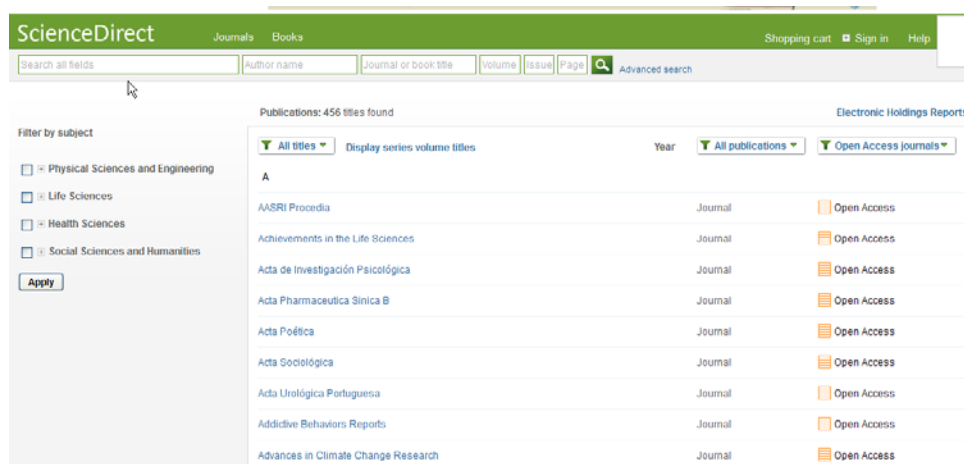 ScienceDirect Journals Books Shopping cart Sign in Help
Search all fields Author name Journal or book title Volume Issue Page Advanced search
Publications: 456 titles found Electronic Holdings Reports
Filter by subject
All titles Display series volume titles Year All publications Open Access journals
Physical Sciences and Engineering
Life Sciences
Health Sciences
Social Sciences and Humanities
Apply
A
AASRI Procedia Journal Open Access
Achievements in the Life Sciences Journal Open Access
Acta de Investigación Psicológica Journal Open Access
Acta Pharmaceutica Sinica B Journal Open Access
Acta Poética Journal Open Access
Acta Sociológica Journal Open Access
Acta Urológica Portuguesa Journal Open Access
Addictive Behaviors Reports Journal Open Access
Advances in Climate Change Research Journal Open Access